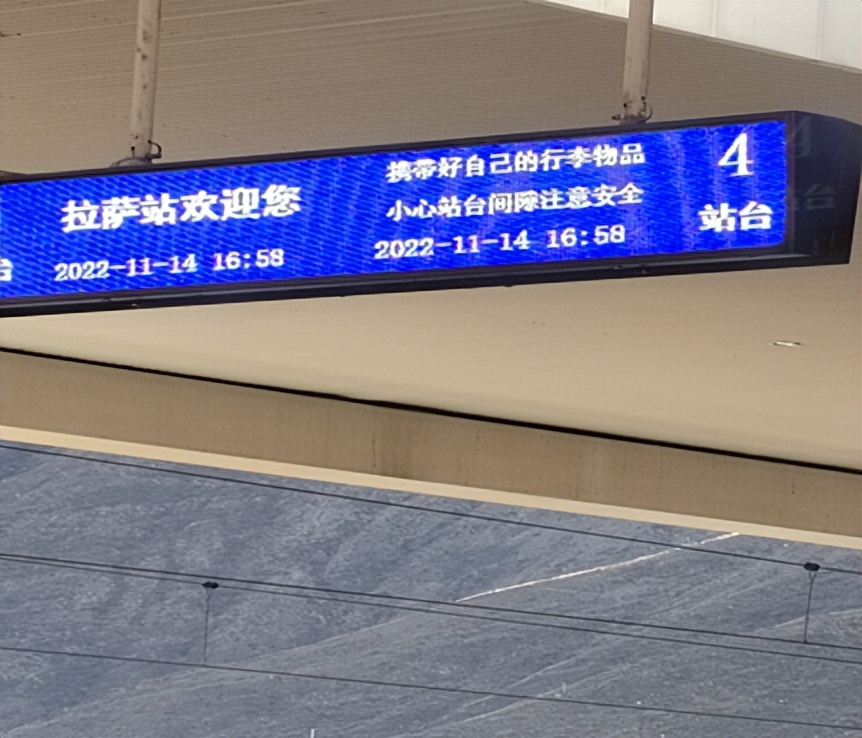 台
拉萨站欢迎您
2022-11-14 16:58
携带好自己的行李物品
小心站台间隙注意安全
2022-11-14 16:58
4
站台